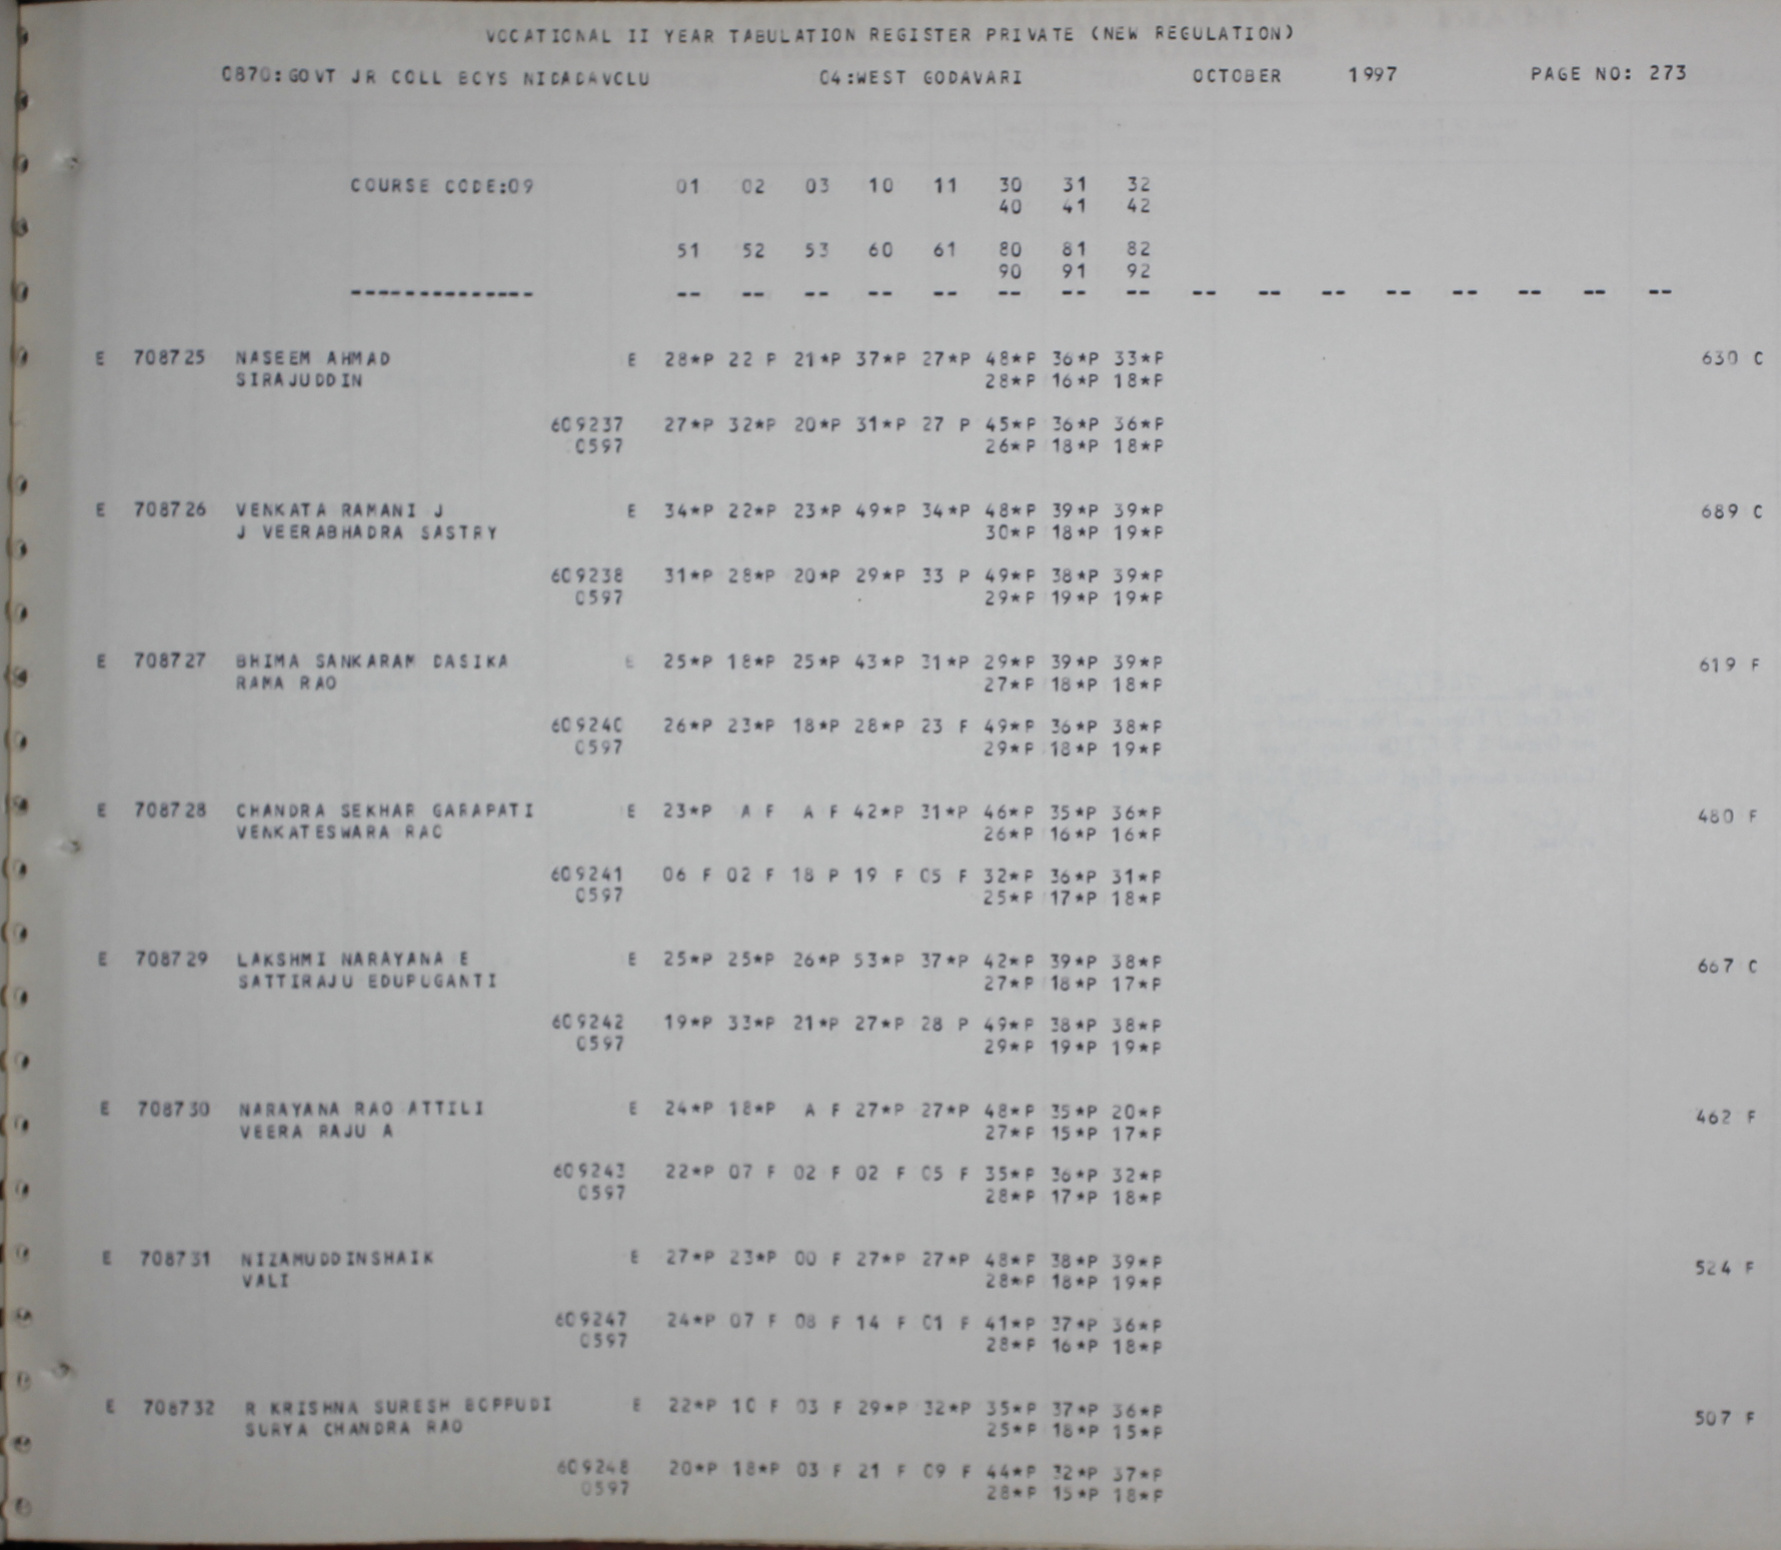 VOCATIONAL II YEAR TABULATION REGISTER PRIVATE (NEW REGULATION)
0870:GOVT JR COLL BOYS NIDADAVOLU 04:WEST GODAVARI OCTOBER 1997 PAGE NO: 273
COURSE CODE:09 01 02 03 10 11 30 31 32
40 41 42
51 52 53 60 61 80 81 82
90 91 92
-------------- -- -- -- -- -- -- -- -- -- -- -- -- -- -- -- --
E 708725 NASEEM AHMAD E 28*P 22 P 21*P 37*P 27*P 48*P 36*P 33*P 630 C
SIRAJUDDIN 28*P 16*P 18*P
609237 27*P 32*P 20*P 31*P 27 P 45*P 36*P 36*P
0597 26*P 18*P 18*P
E 708726 VENKATA RAMANI J E 34*P 22*P 23*P 49*P 34*P 48*P 39*P 39*P 689 C
J VEERABHADRA SASTRY 30*P 18*P 19*P
609238 31*P 28*P 20*P 29*P 33 P 49*P 38*P 39*P
0597 29*P 19*P 19*P
E 708727 BHIMA SANKARAM DASIKA E 25*P 18*P 25*P 43*P 31*P 29*P 39*P 39*P 619 F
RAMA RAO 27*P 18*P 18*P
609240 26*P 23*P 18*P 28*P 23 F 49*P 36*P 38*P
0597 29*P 18*P 19*P
E 708728 CHANDRA SEKHAR GARAPATI E 23*P A F A F 42*P 31*P 46*P 35*P 36*P 480 F
VENKATESWARA RAO 26*P 16*P 16*P
609241 06 F 02 F 18 P 19 F 05 F 32*P 36*P 31*P
0597 25*P 17*P 18*P
E 708729 LAKSHMI NARAYANA E E 25*P 25*P 26*P 53*P 37*P 42*P 39*P 38*P 667 C
SATTIRAJU EDUPUGANTI 27*P 18*P 17*P
609242 19*P 33*P 21*P 27*P 28 P 49*P 38*P 38*P
0597 29*P 19*P 19*P
E 708730 NARAYANA RAO ATTILI E 24*P 18*P A F 27*P 27*P 48*P 35*P 20*P 462 F
VEERA RAJU A 27*P 15*P 17*P
609243 22*P 07 F 02 F 02 F 05 F 35*P 36*P 32*P
0597 28*P 17*P 18*P
E 708731 NIZAMUDDINSHAIK E 27*P 23*P 00 F 27*P 27*P 48*P 38*P 39*P 524 F
VALI 28*P 18*P 19*P
609247 24*P 07 F 08 F 14 F 01 F 41*P 37*P 36*P
0597 28*P 16*P 18*P
E 708732 R KRISHNA SURESH BOPPUDI E 22*P 10 F 03 F 29*P 32*P 35*P 37*P 36*P 507 F
SURYA CHANDRA RAO 25*P 18*P 15*P
609248 20*P 18*P 03 F 21 F 09 F 44*P 32*P 37*P
0597 28*P 15*P 18*P